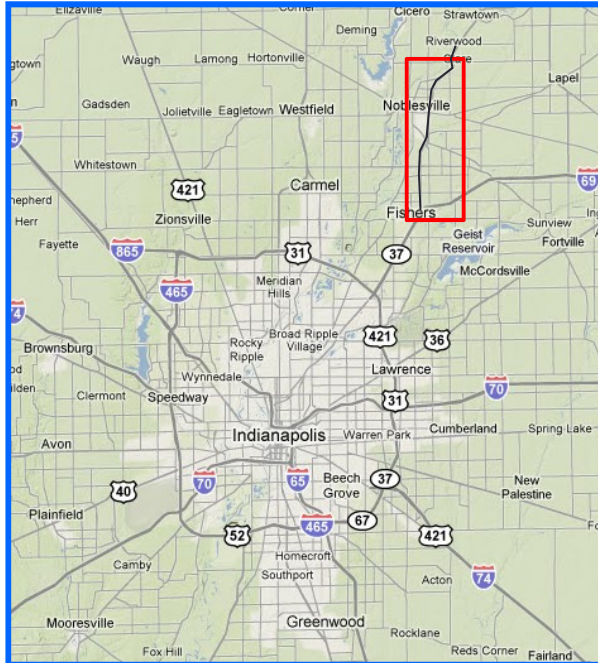 Elizaville
Cicero
Strawtown
Deming
Riverwood
Waugh
Lamong
Hortonville
Clare
Lapel
Gadsden
Jolietville
Eagletown
Westfield
Noblesville
Whitestown
421
Carmel
69
Zionsville
Fishers
Herr
Fayette
865
31
37
Geist
Reservoir
Sunview
Fortville
465
Meridian
Hills
McCordsville
Brownsburg
Rocky
Ripple
Broad Ripple
Village
421
36
Wynnedale
Lawrence
Clermont
Speedway
70
31
Indianapolis
Warren Park
Cumberland
Spring Lake
Avon
40
70
65
Beech
Grove
37
New
Palestine
Plainfield
52
465
67
421
Homecroft
Camby
Southport
Acton
74
Mooresville
Greenwood
Rocklane
Fox Hill
Reds Corner
Fairland